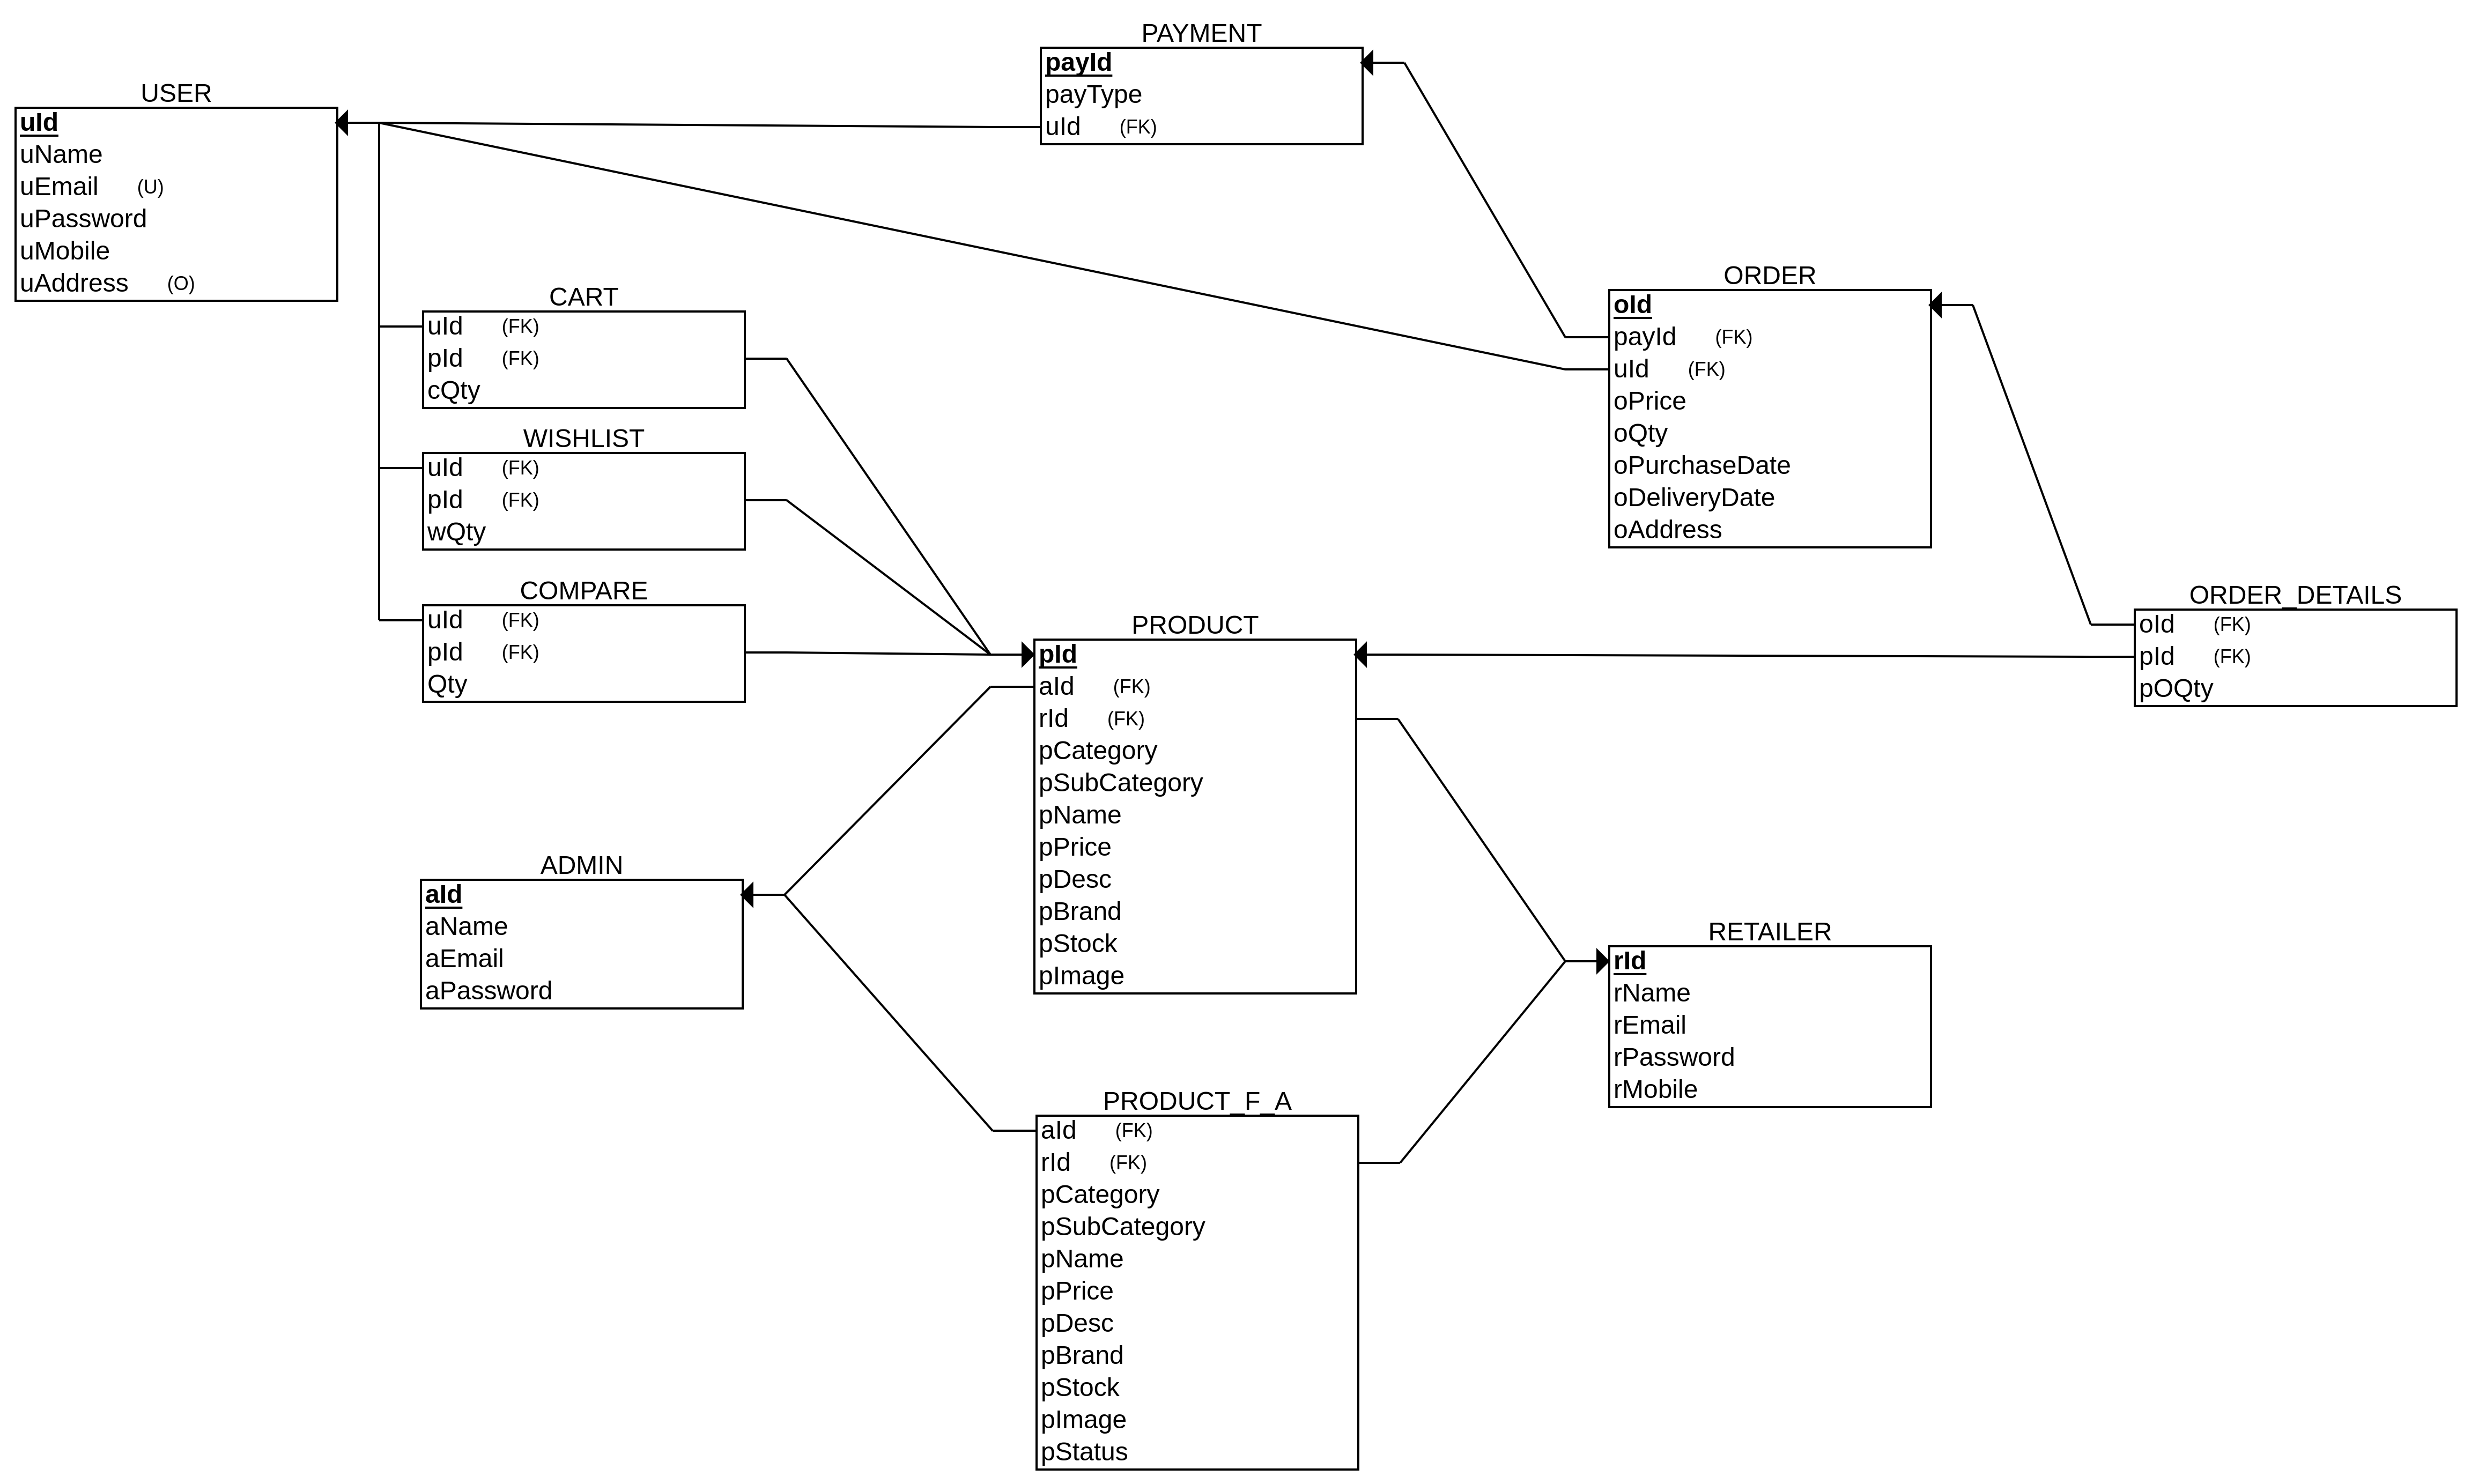 PAYMENT
payId
payType
uId (FK)
USER
uId
uName
uEmail (U)
uPassword
uMobile
uAddress (O)
ORDER
oId
payId (FK)
uId (FK)
oPrice
oQty
oPurchaseDate
oDeliveryDate
oAddress
CART
uId (FK)
pId (FK)
cQty
WISHLIST
uId (FK)
pId (FK)
wQty
COMPARE
uId (FK)
pId (FK)
Qty
ORDER_DETAILS
oId (FK)
pId (FK)
pOQty
PRODUCT
pId
aId (FK)
rId (FK)
pCategory
pSubCategory
pName
pPrice
pDesc
pBrand
pStock
pImage
ADMIN
aId
aName
aEmail
aPassword
RETAILER
rId
rName
rEmail
rPassword
rMobile
PRODUCT_F_A
aId (FK)
rId (FK)
pCategory
pSubCategory
pName
pPrice
pDesc
pBrand
pStock
pImage
pStatus